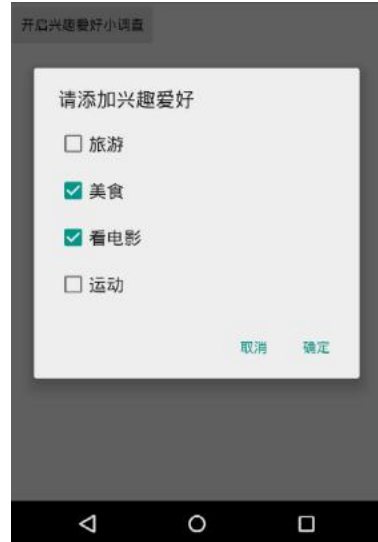 开启兴趣爱好小调查
请添加兴趣爱好
旅游
美食
看电影
运动
取消 确定